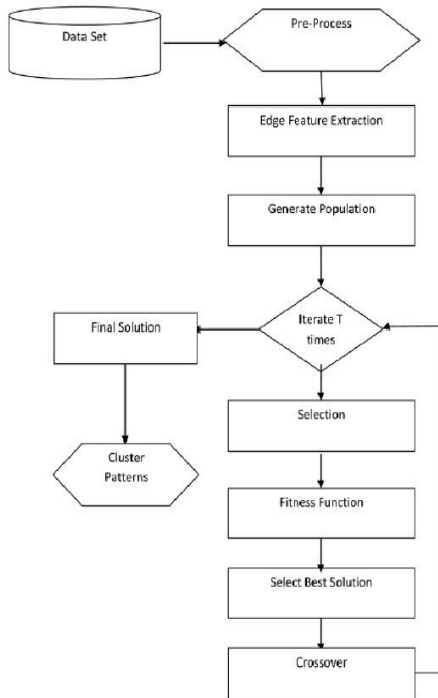 Data Set
Pre-Process
Edge Feature Extraction
Generate Population
Iterate T
times
Final Solution
Selection
Cluster
Patterns
Fitness Function
Select Best Solution
Crossover